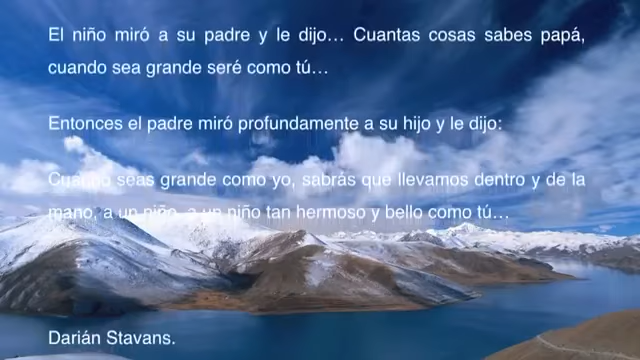 El niño miró a su padre y le dijo… Cuantas cosas sabes papá,
cuando sea grande seré como tú…
Entonces el padre miró profundamente a su hijo y le dijo:
Cuando seas grande como yo, sabrás que llevamos dentro y de la
mano, a un niño, a un niño tan hermoso y bello como tú…
Darián Stavans.